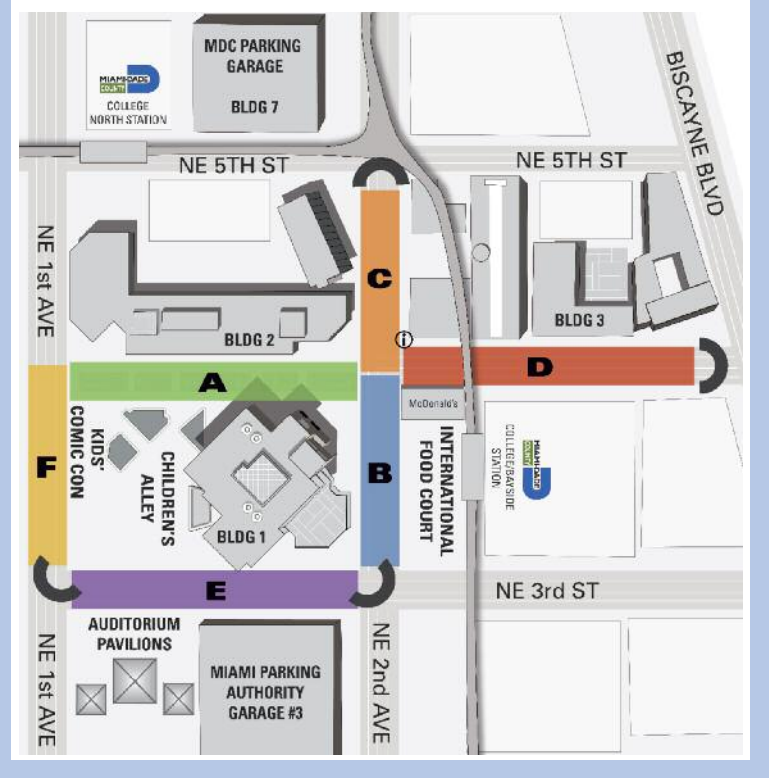 MDC PARKING
GARAGE
BLDG 7
MIAMI-DADE
COUNTY
COLLEGE
NORTH STATION
BISCAYNE BLVD
NE 5TH ST
NE 5TH ST
NE 1st AVE
C
BLDG 2
BLDG 3
i
A
D
McDonald's
KIDS'
COMIC CON
CHILDREN'S
ALLEY
F
BLDG 1
B
INTERNATIONAL
FOOD COURT
COLLEGE/BAYSIDE
STATION
MIAMI-DADE
COUNTY
E
NE 3rd ST
AUDITORIUM
PAVILIONS
NE 1st AVE
MIAMI PARKING
AUTHORITY
GARAGE #3
NE 2nd AVE